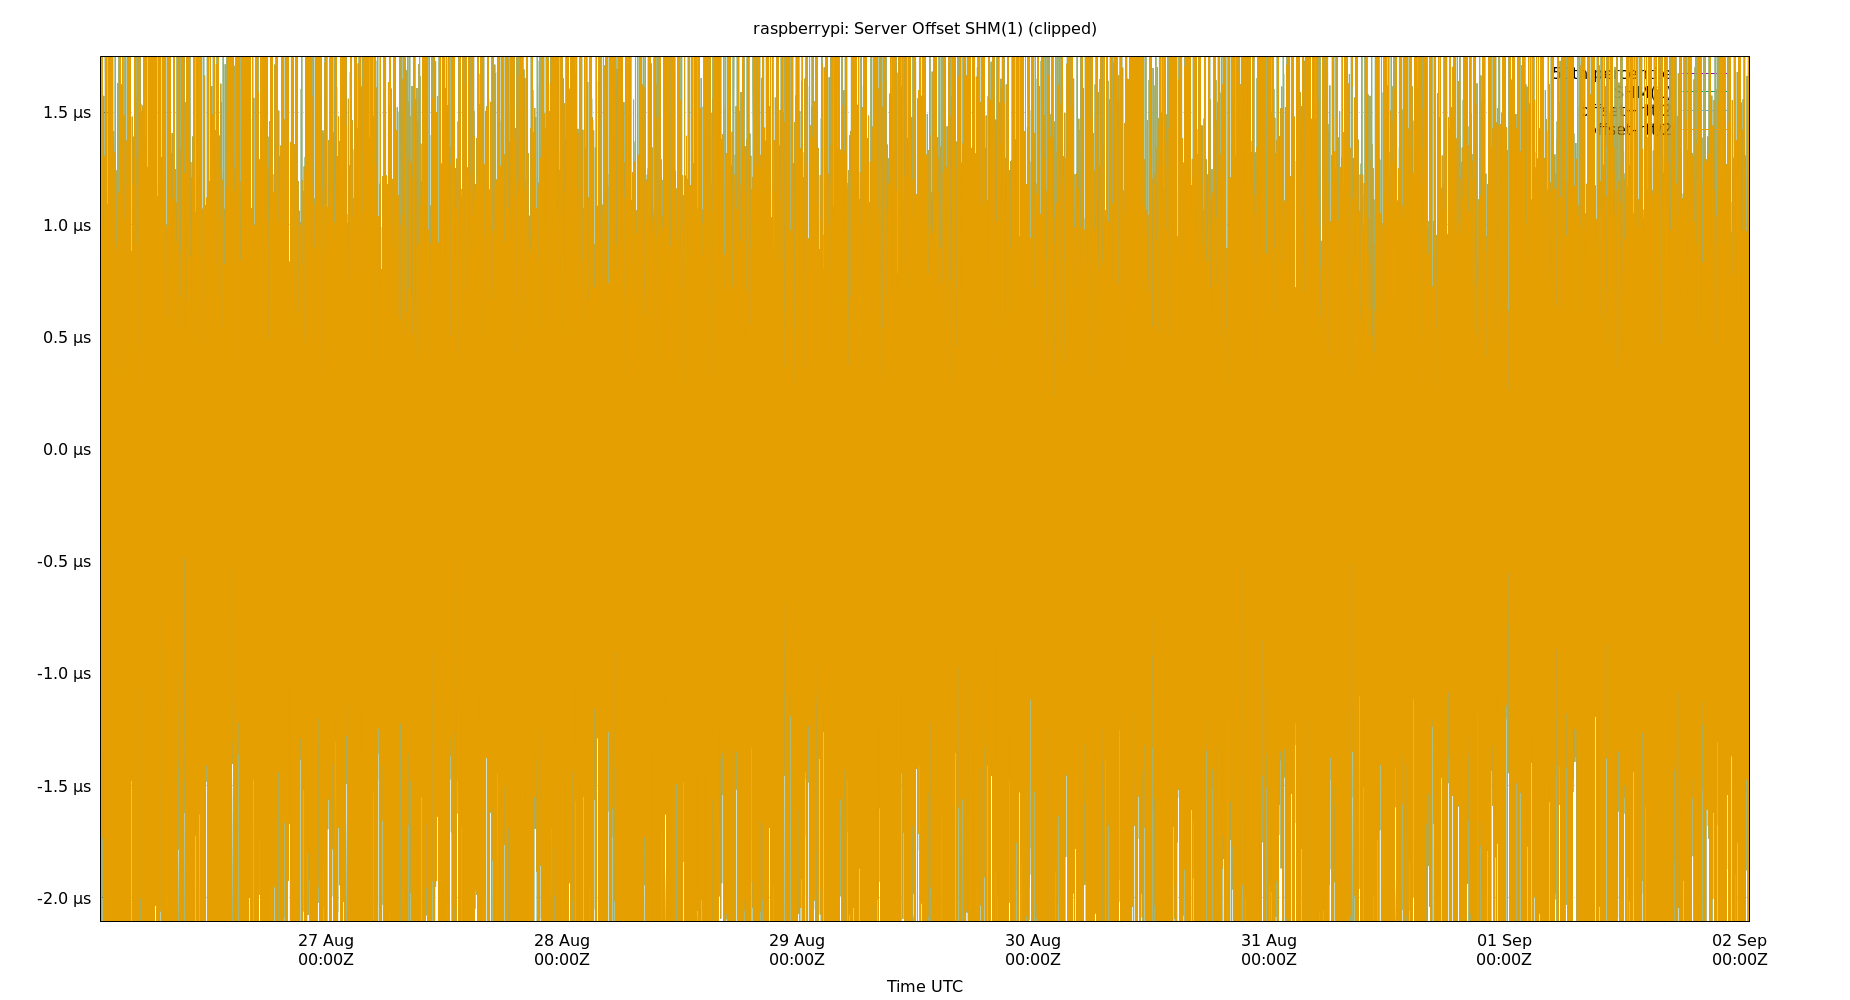 raspberrypi: Server Offset SHM(1) (clipped)
1.5 µs
1.0 µs
0.5 µs
0.0 µs
-0.5 µs
-1.0 µs
-1.5 µs
-2.0 µs
27 Aug
00:00Z
28 Aug
00:00Z
29 Aug
00:00Z
30 Aug
00:00Z
31 Aug
00:00Z
01 Sep
00:00Z
02 Sep
00:00Z
Time UTC